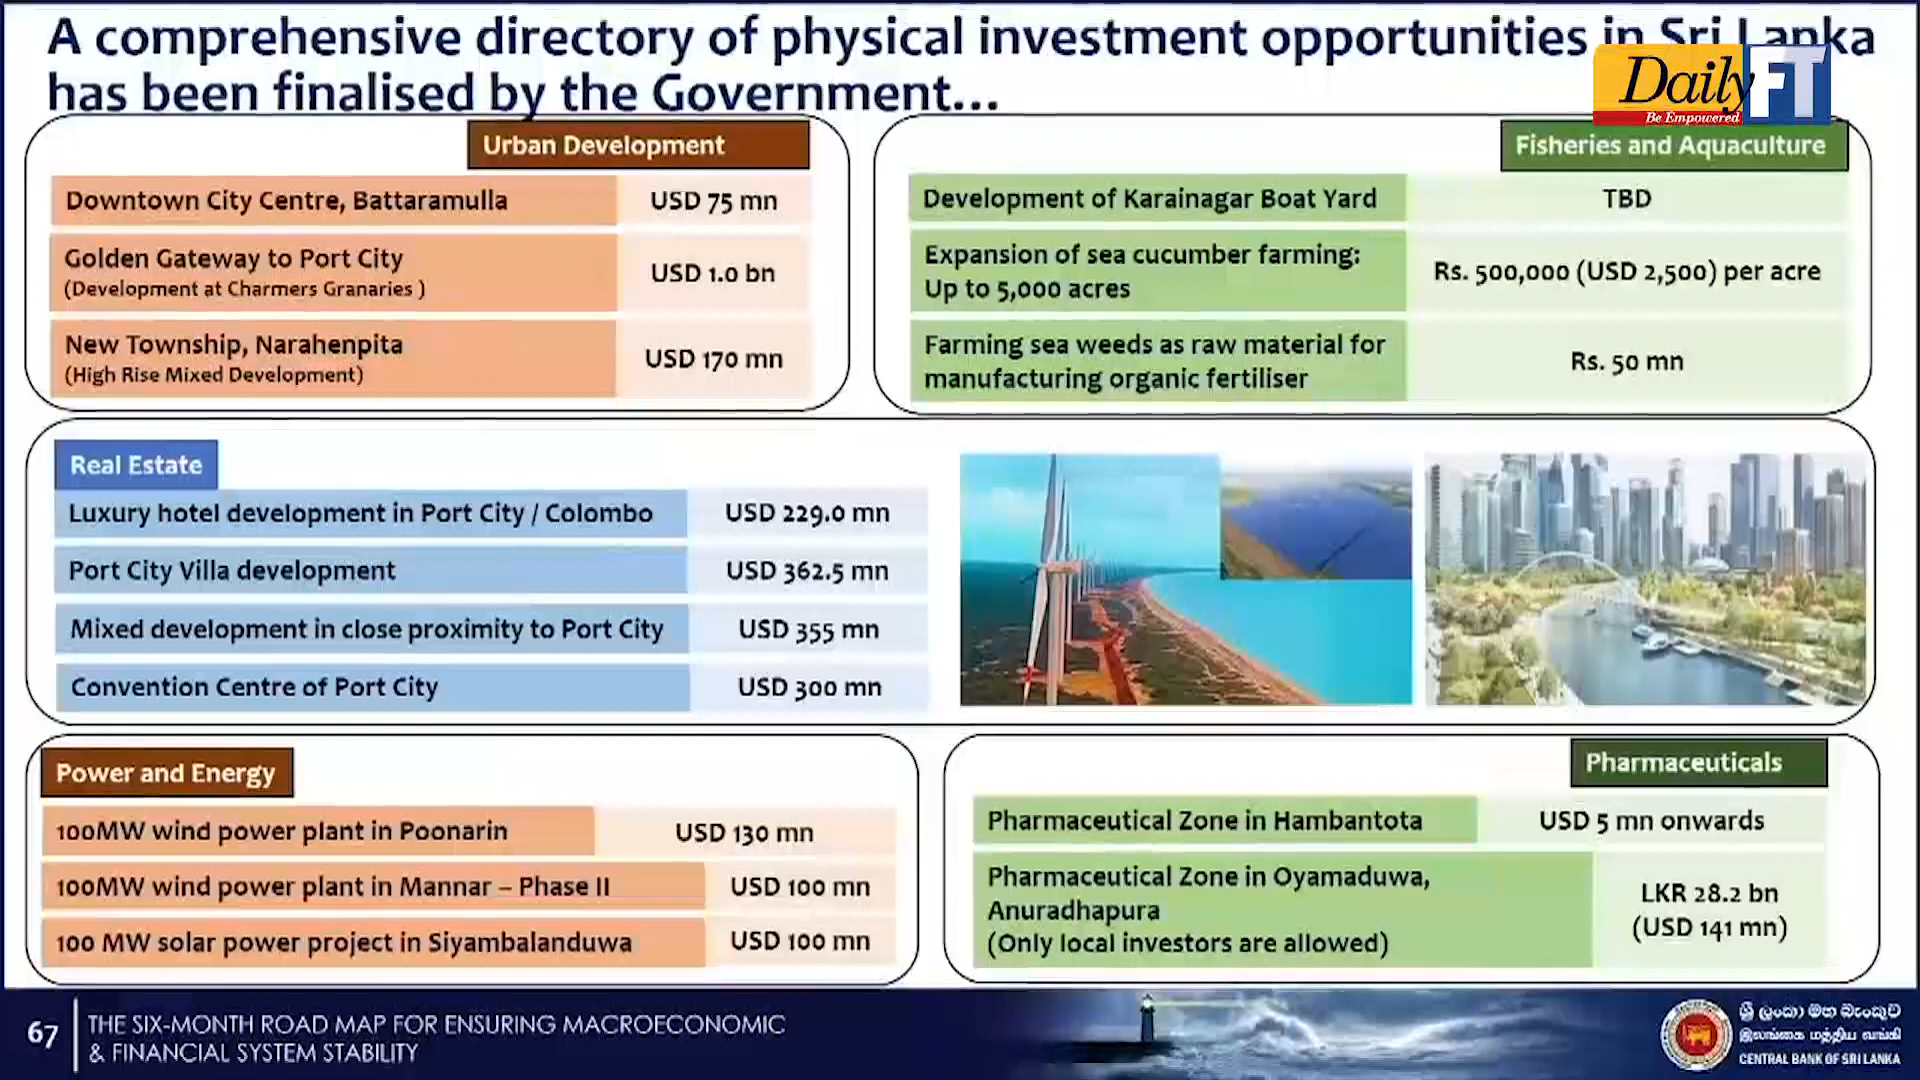 A comprehensive directory of physical investment opportunities in Sri Lanka
has been finalised by the Government...
Daily FT
Be Empowered
Urban Development
Downtown City Centre, Battaramulla
USD 75 mn
Golden Gateway to Port City
(Development at Charmers Granaries )
USD 1.0 bn
New Township, Narahenpita
(High Rise Mixed Development)
USD 170 mn
Fisheries and Aquaculture
Development of Karainagar Boat Yard
TBD
Expansion of sea cucumber farming:
Up to 5,000 acres
Rs. 500,000 (USD 2,500) per acre
Farming sea weeds as raw material for
manufacturing organic fertiliser
Rs. 50 mn
Real Estate
Luxury hotel development in Port City / Colombo
USD 229.0 mn
Port City Villa development
USD 362.5 mn
Mixed development in close proximity to Port City
USD 355 mn
Convention Centre of Port City
USD 300 mn
Power and Energy
100MW wind power plant in Poonarin
USD 130 mn
100MW wind power plant in Mannar – Phase II
USD 100 mn
100 MW solar power project in Siyambalanduwa
USD 100 mn
Pharmaceuticals
Pharmaceutical Zone in Hambantota
USD 5 mn onwards
Pharmaceutical Zone in Oyamaduwa,
Anuradhapura
(Only local investors are allowed)
LKR 28.2 bn
(USD 141 mn)
67
THE SIX-MONTH ROAD MAP FOR ENSURING MACROECONOMIC
& FINANCIAL SYSTEM STABILITY
ශ්‍රී ලංකා මහ බැංකුව
இலங்கை மத்திய வங்கி
CENTRAL BANK OF SRI LANKA